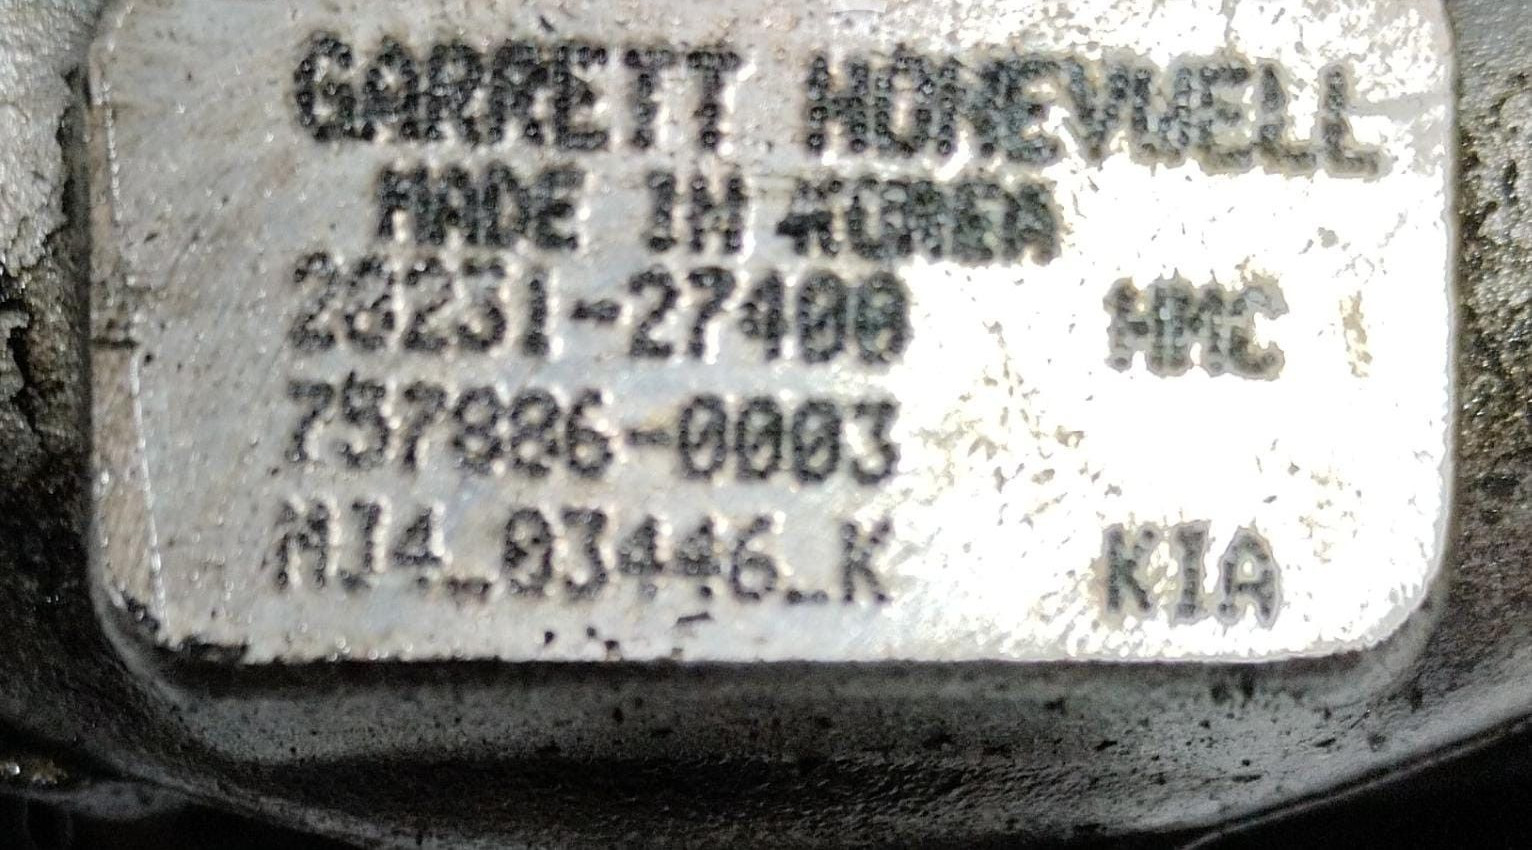 GARRETT HONEYWELL
MADE IN KOREA
28231-27400 HMC
757886-0003
MJ4_03446_K KIA